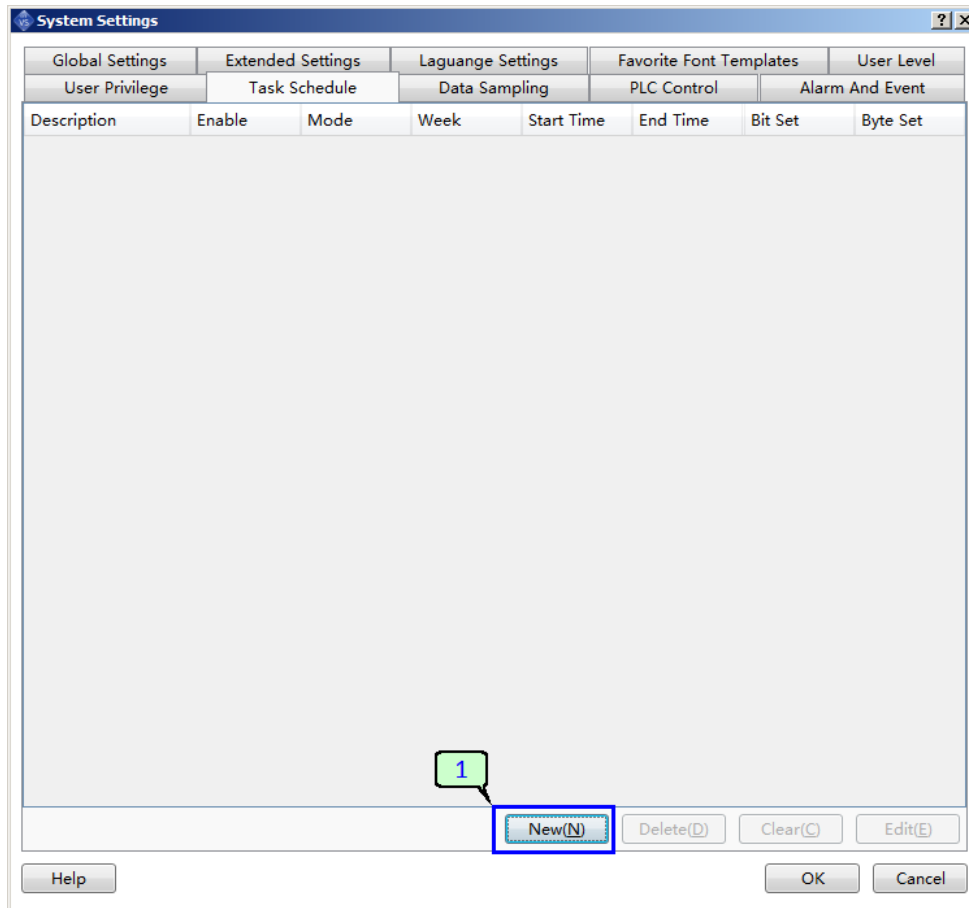 System Settings
Global Settings Extended Settings Laguange Settings Favorite Font Templates User Level
User Privilege Task Schedule Data Sampling PLC Control Alarm And Event
Description Enable Mode Week Start Time End Time Bit Set Byte Set
1
New(N) Delete(D) Clear(C) Edit(E)
Help OK Cancel